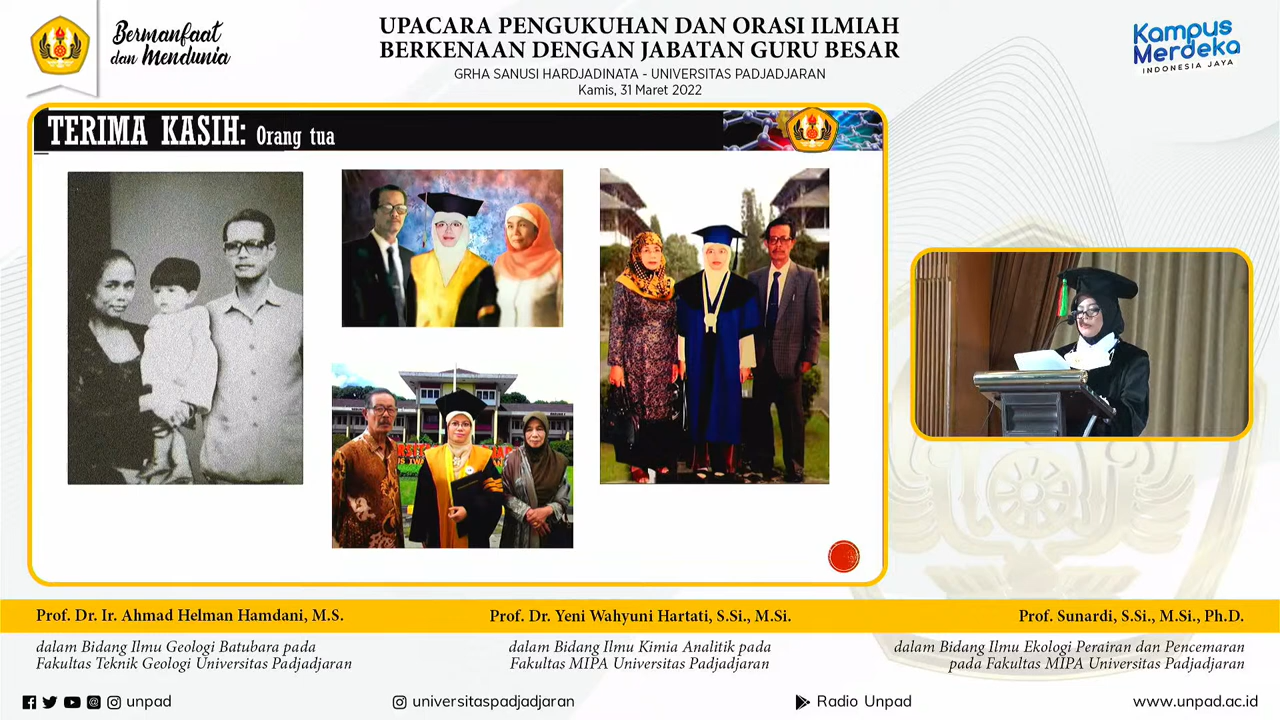 Bermanfaat
dan Mendunia
UPACARA PENGUKUHAN DAN ORASI ILMIAH
BERKENAAN DENGAN JABATAN GURU BESAR
GRHA SANUSI HARDJADINATA - UNIVERSITAS PADJADJARAN
Kamis, 31 Maret 2022
Kampus
Merdeka
INDONESIA JAYA
TERIMA KASIH: Orang tua
Prof. Dr. Ir. Ahmad Helman Hamdani, M.S.
dalam Bidang Ilmu Geologi Batubara pada
Fakultas Teknik Geologi Universitas Padjadjaran
Prof. Dr. Yeni Wahyuni Hartati, S.Si., M.Si.
dalam Bidang Ilmu Kimia Analitik pada
Fakultas MIPA Universitas Padjadjaran
Prof. Sunardi, S.Si., M.Si., Ph.D.
dalam Bidang Ilmu Ekologi Perairan dan Pencemaran
pada Fakultas MIPA Universitas Padjadjaran
unpad
universitaspadjadjaran
Radio Unpad
www.unpad.ac.id